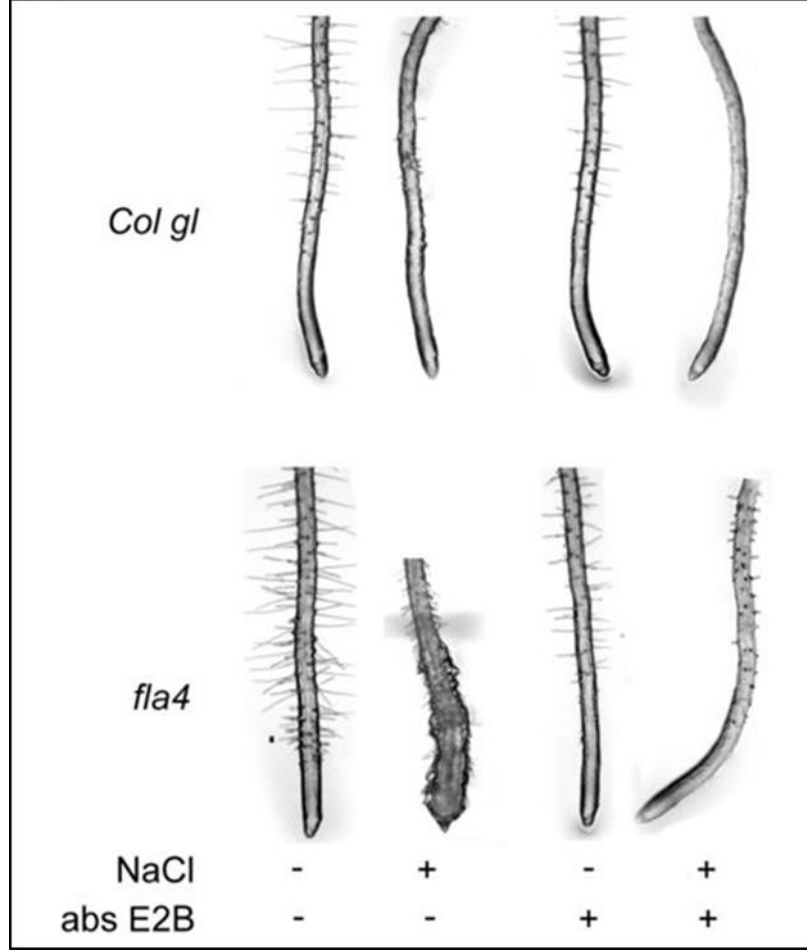 Col gl
fla4
NaCl - + - +
abs E2B - - + +